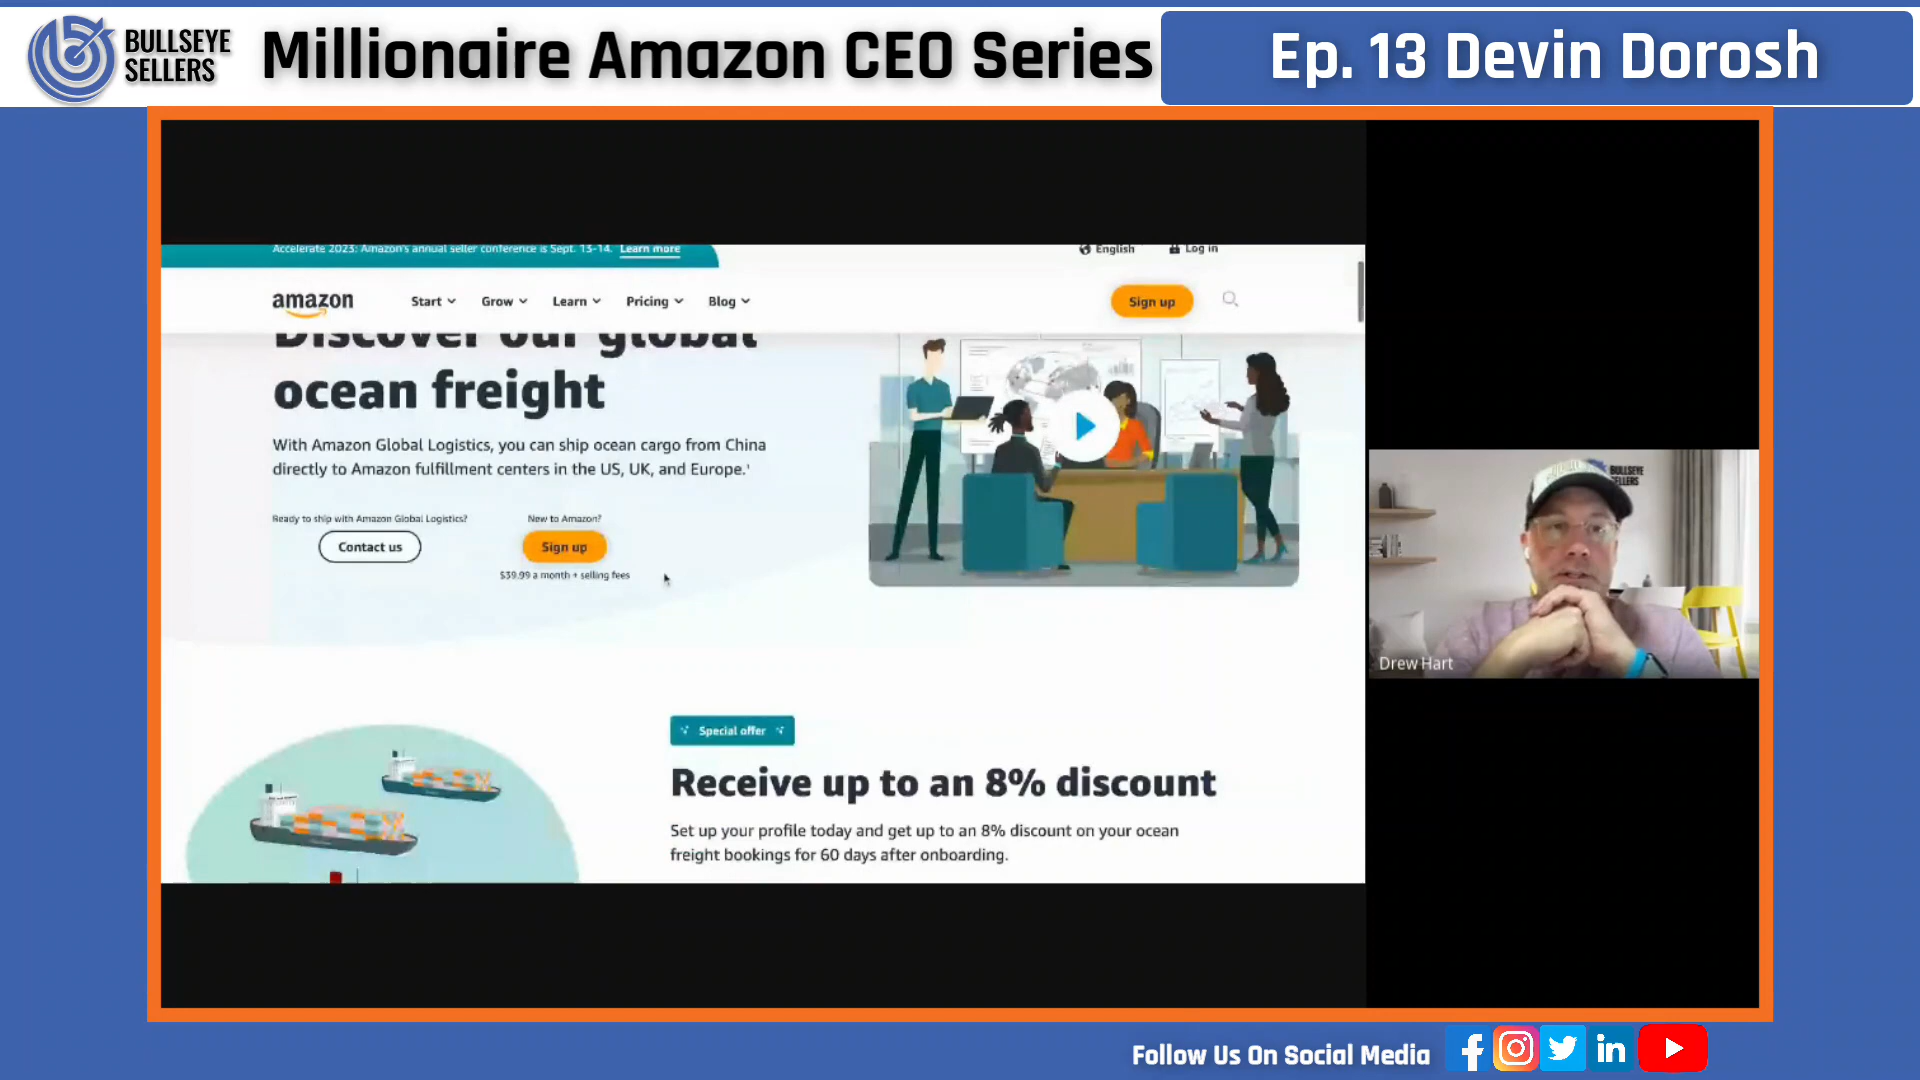 BULLSEYE
SELLERS
Millionaire Amazon CEO Series
Ep. 13 Devin Dorosh
Accelerate 2023: Amazon's annual seller conference is Sept. 13-14. Learn more
English
Log in
amazon
Start
Grow
Learn
Pricing
Blog
Sign up
Discover our global
ocean freight
With Amazon Global Logistics, you can ship ocean cargo from China
directly to Amazon fulfillment centers in the US, UK, and Europe.¹
Ready to ship with Amazon Global Logistics?
New to Amazon?
Contact us
Sign up
$39.99 a month + selling fees
Special offer
Receive up to an 8% discount
Set up your profile today and get up to an 8% discount on your ocean
freight bookings for 60 days after onboarding.
BULLSEYE
SELLERS
Drew Hart
Follow Us On Social Media